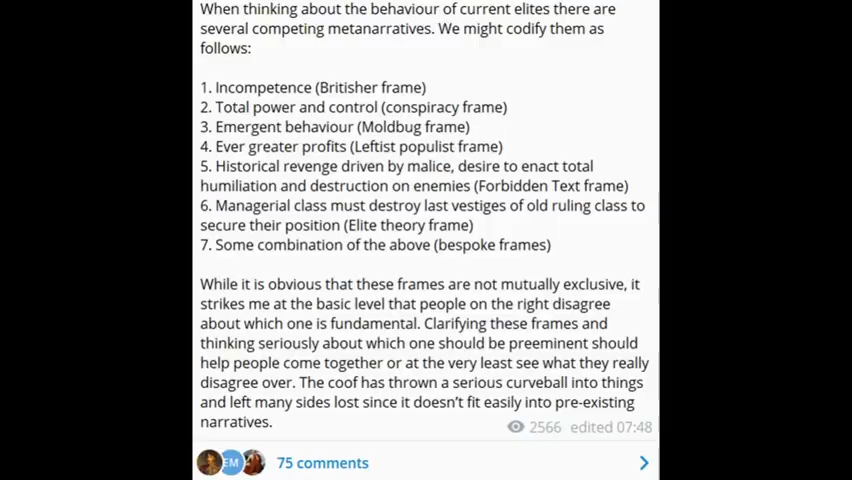 When thinking about the behaviour of current elites there are
several competing metanarratives. We might codify them as
follows:
1. Incompetence (Britisher frame)
2. Total power and control (conspiracy frame)
3. Emergent behaviour (Moldbug frame)
4. Ever greater profits (Leftist populist frame)
5. Historical revenge driven by malice, desire to enact total
humiliation and destruction on enemies (Forbidden Text frame)
6. Managerial class must destroy last vestiges of old ruling class to
secure their position (Elite theory frame)
7. Some combination of the above (bespoke frames)
While it is obvious that these frames are not mutually exclusive, it
strikes me at the basic level that people on the right disagree
about which one is fundamental. Clarifying these frames and
thinking seriously about which one should be preeminent should
help people come together or at the very least see what they really
disagree over. The coof has thrown a serious curveball into things
and left many sides lost since it doesn't fit easily into pre-existing
narratives.
2566 edited 07:48
EM 75 comments